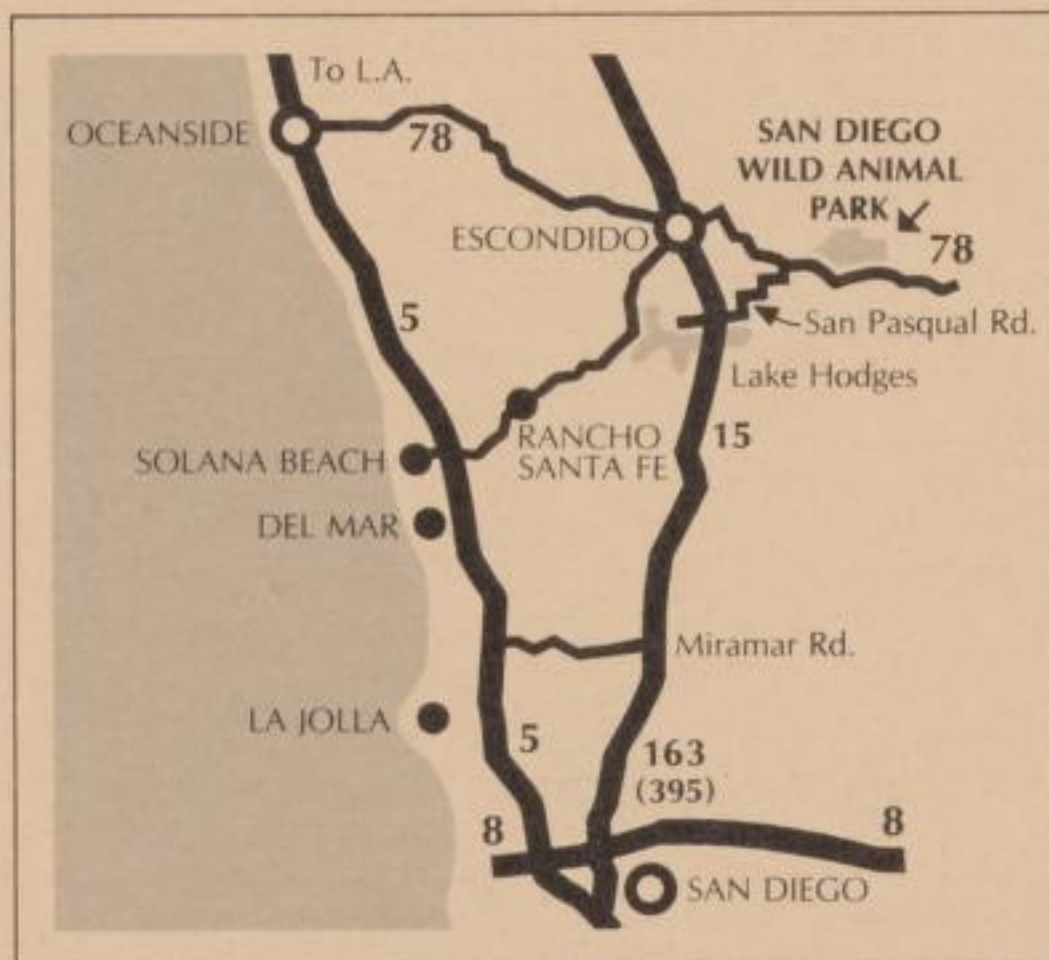 To L.A.
OCEANSIDE
78
SAN DIEGO
WILD ANIMAL
PARK
ESCONDIDO
78
5
San Pasqual Rd.
Lake Hodges
RANCHO
SANTA FE
15
SOLANA BEACH
DEL MAR
Miramar Rd.
LA JOLLA
5
163
(395)
8
8
SAN DIEGO